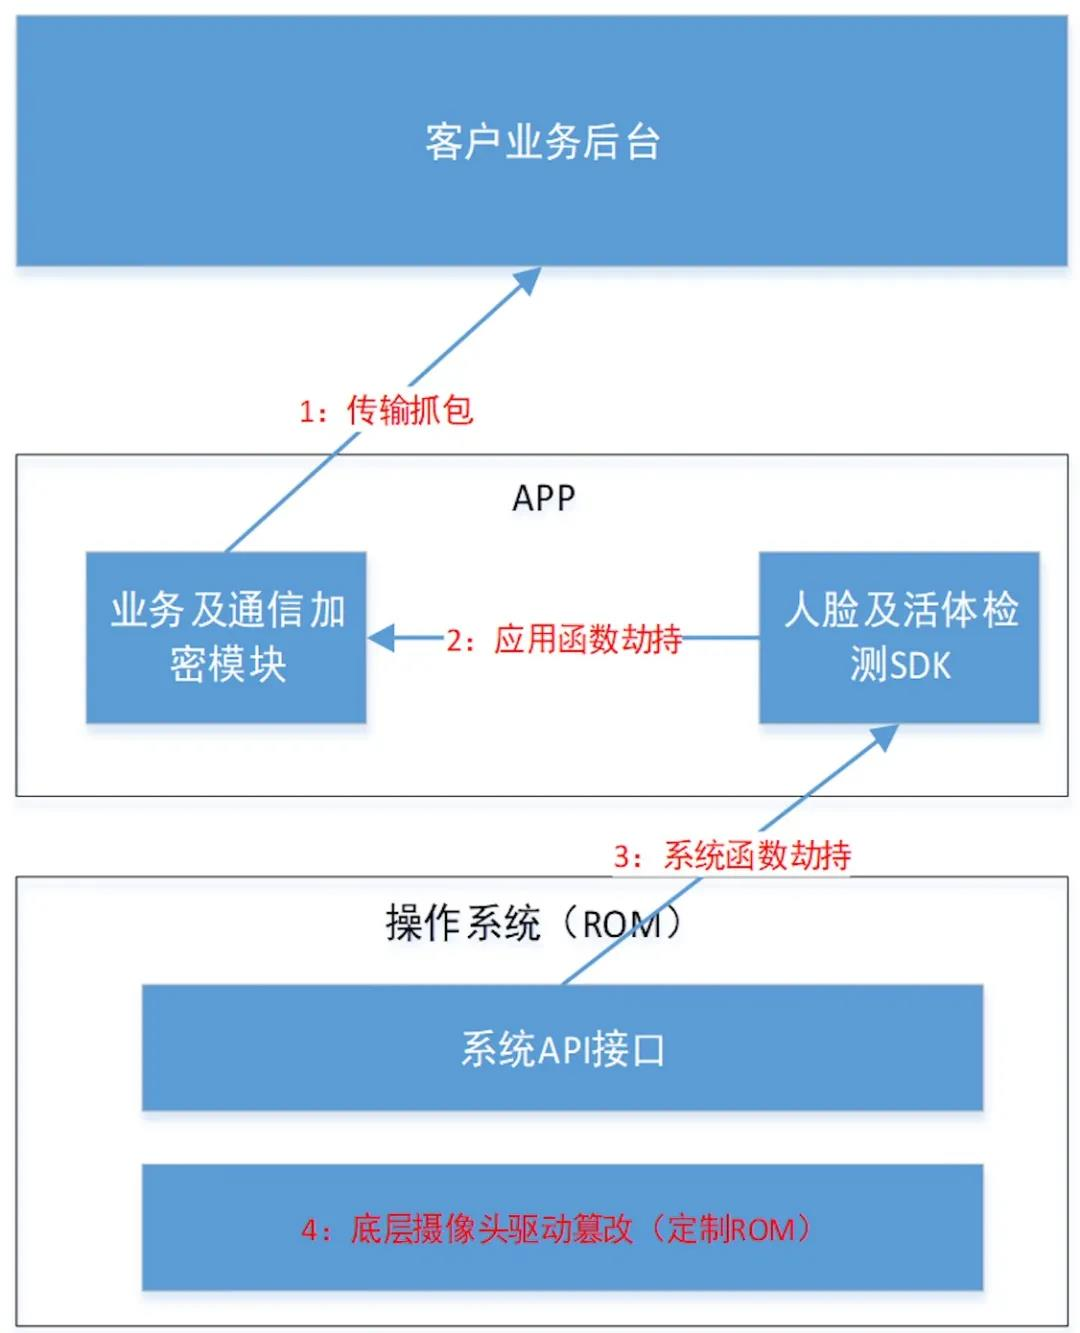 客户业务后台
1：传输抓包
APP
业务及通信加
密模块
2：应用函数劫持
人脸及活体检
测SDK
3：系统函数劫持
操作系统（ROM）
系统API接口
4：底层摄像头驱动篡改（定制ROM）